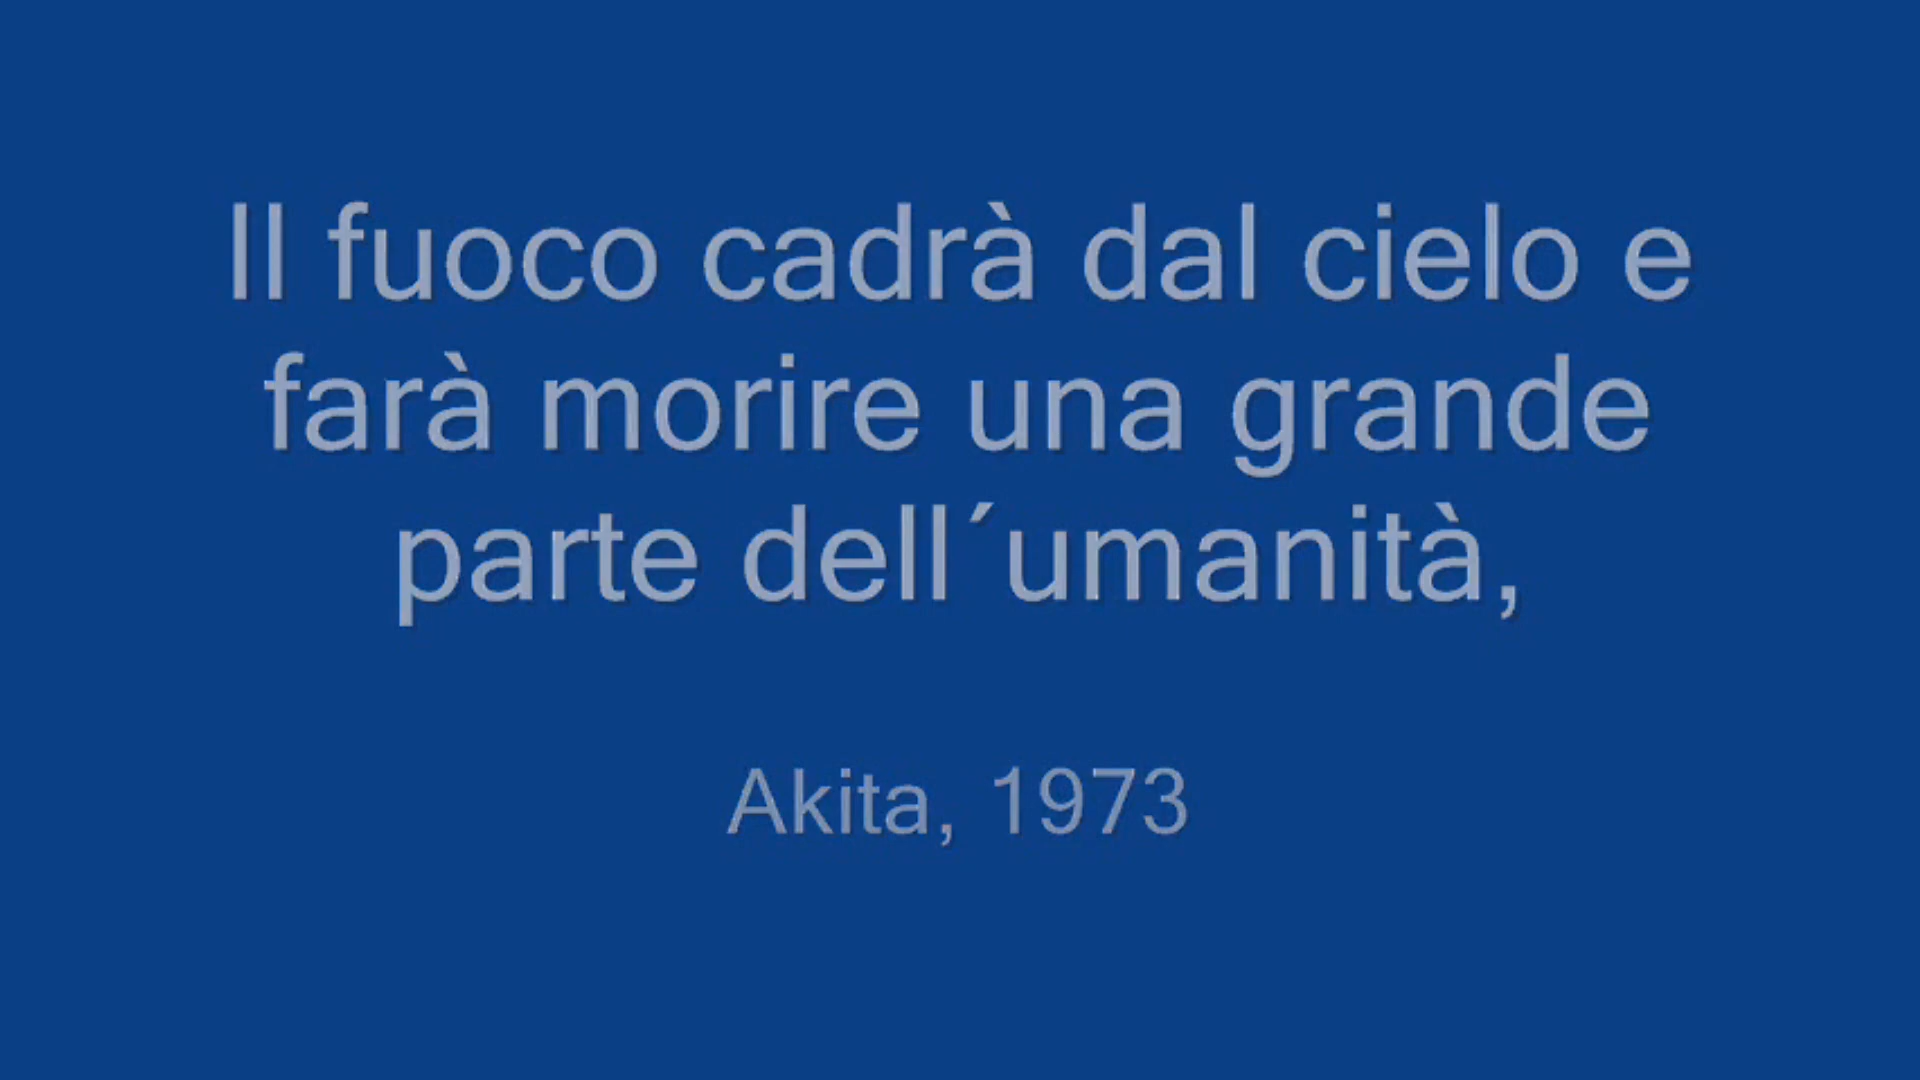 Il fuoco cadrà dal cielo e
farà morire una grande
parte dell´umanità,
Akita, 1973